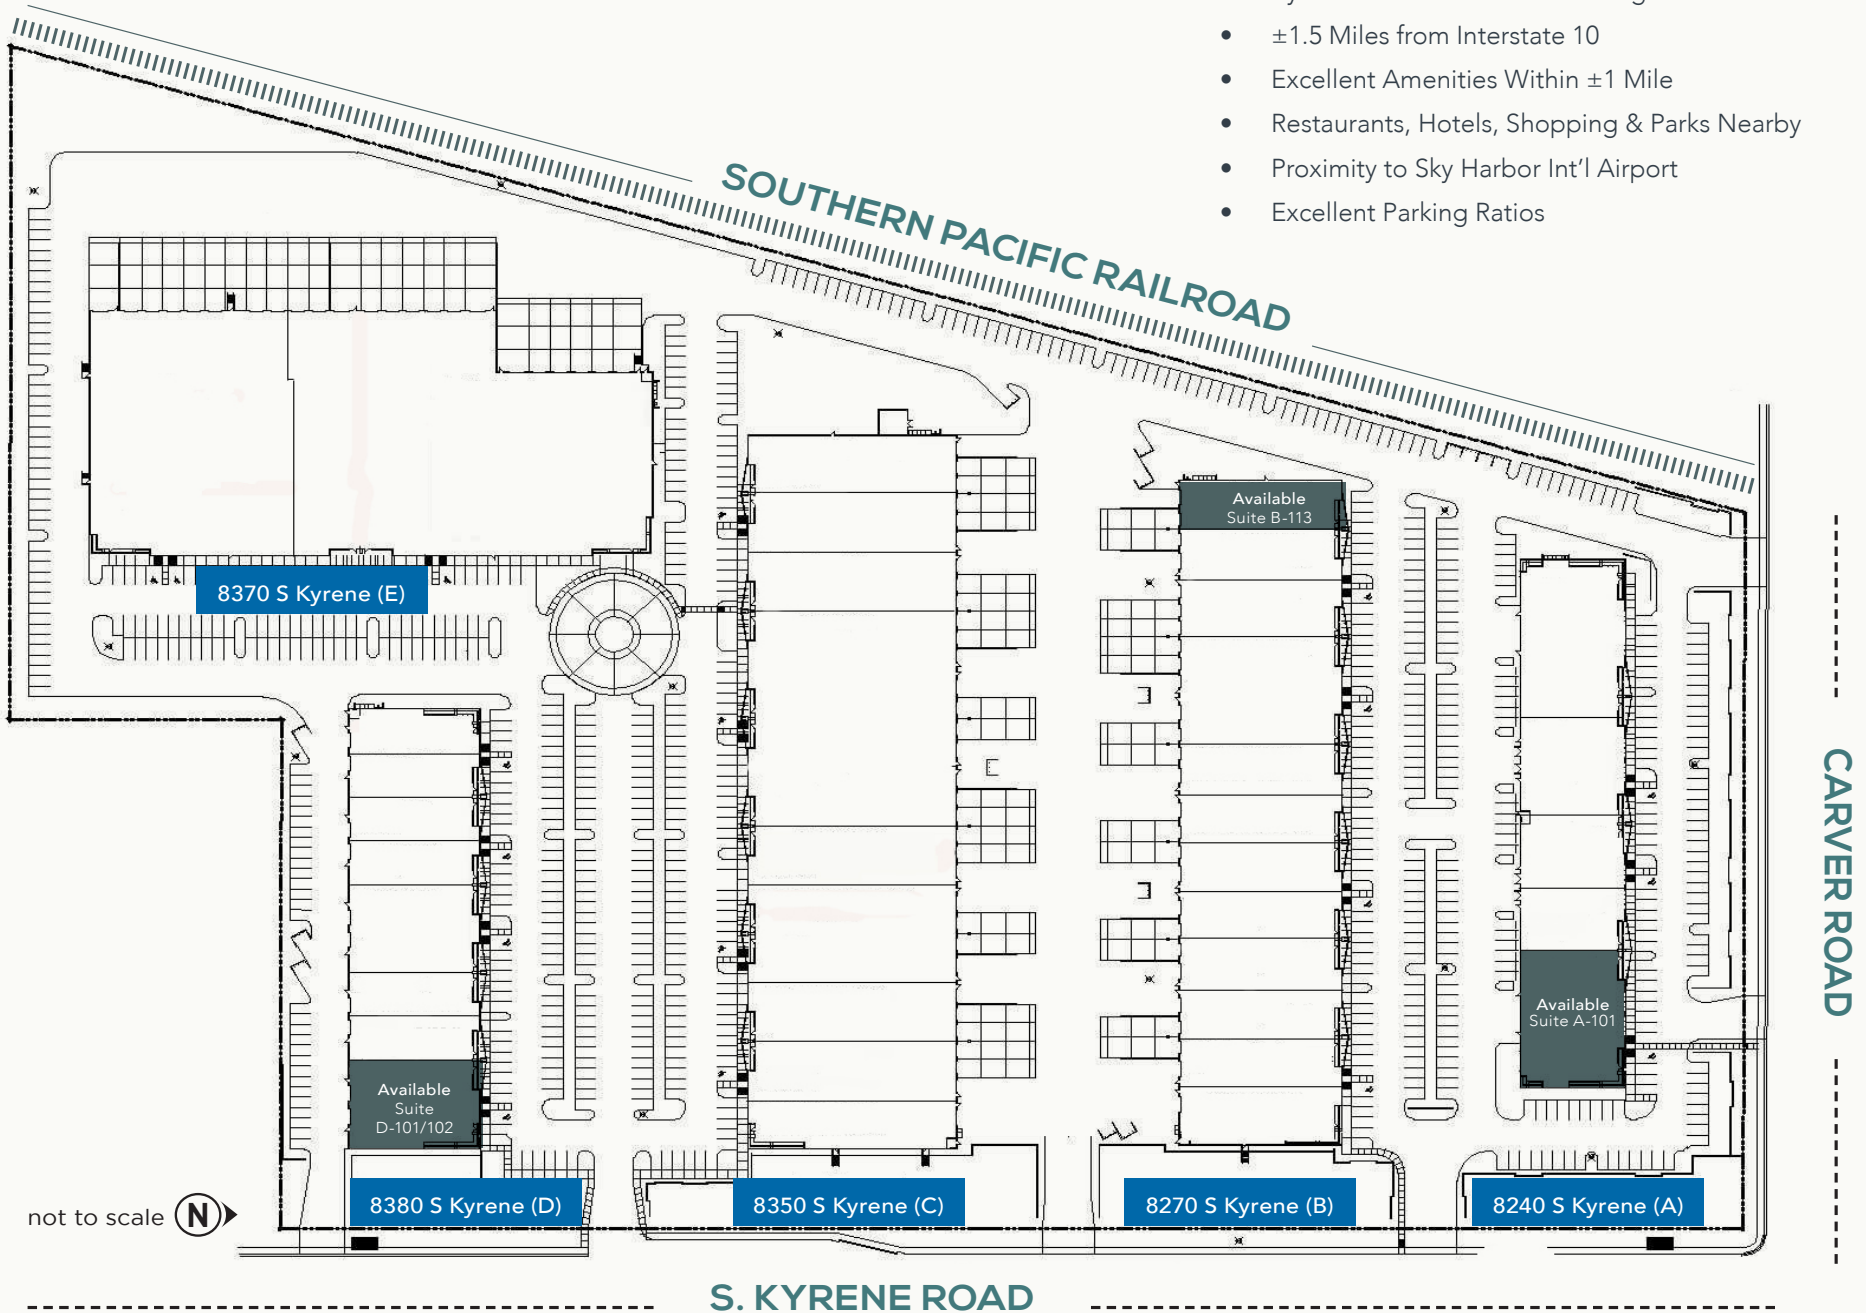 • ±1.5 Miles from Interstate 10
• Excellent Amenities Within ±1 Mile
• Restaurants, Hotels, Shopping & Parks Nearby
• Proximity to Sky Harbor Int'l Airport
• Excellent Parking Ratios
SOUTHERN PACIFIC RAILROAD
Available
Suite B-113
8370 S Kyrene (E)
CARVER ROAD
Available
Suite A-101
Available
Suite
D-101/102
not to scale N
8380 S Kyrene (D)
8350 S Kyrene (C)
8270 S Kyrene (B)
8240 S Kyrene (A)
S. KYRENE ROAD